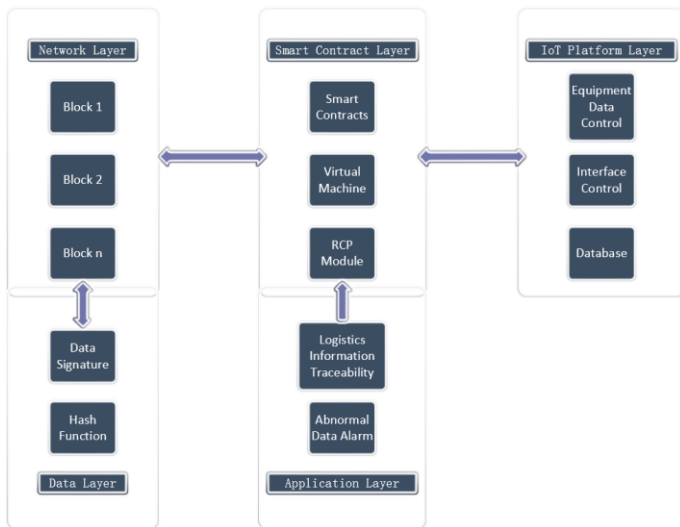 Network Layer
Block 1
Block 2
Block n
Data
Signature
Hash
Function
Data Layer
Smart Contract Layer
Smart
Contracts
Virtual
Machine
RCP
Module
Logistics
Information
Traceability
Abnormal
Data Alarm
Application Layer
IoT Platform Layer
Equipment
Data
Control
Interface
Control
Database